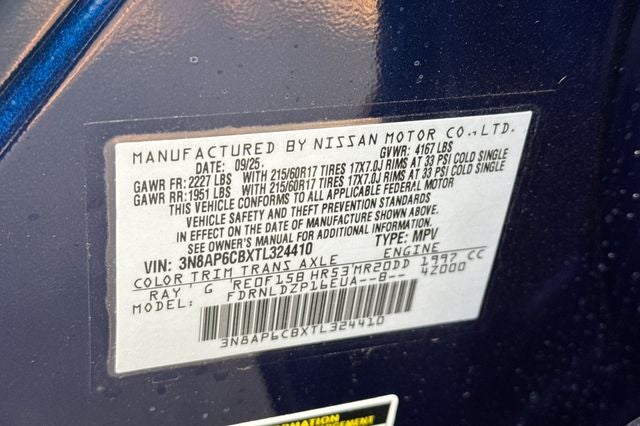 MANUFACTURED BY NISSAN MOTOR CO.,LTD.
DATE: 09/25 GVWR: 4167 LBS
GAWR FR: 2227 LBS WITH 215/60R17 TIRES 17X7.0J RIMS AT 33 PSI COLD SINGLE
GAWR RR: 1951 LBS WITH 215/60R17 TIRES 17X7.0J RIMS AT 33 PSI COLD SINGLE
THIS VEHICLE CONFORMS TO ALL APPLICABLE FEDERAL MOTOR
VEHICLE SAFETY AND THEFT PREVENTION STANDARDS
IN EFFECT ON THE DATE OF MANUFACTURE SHOWN ABOVE.
SEE OWNER'S MANUAL FOR ADDITIONAL INFORMATION.
VIN: 3N8AP6CBXTL324410 TYPE: MPV
COLOR TRIM TRANS AXLE ENGINE
RAY G RE0F15B HR53 MR20DD 1997 CC
MODEL: FDRNLDZP16EUA--B-- 4Z000
3N8AP6CBXTL324410